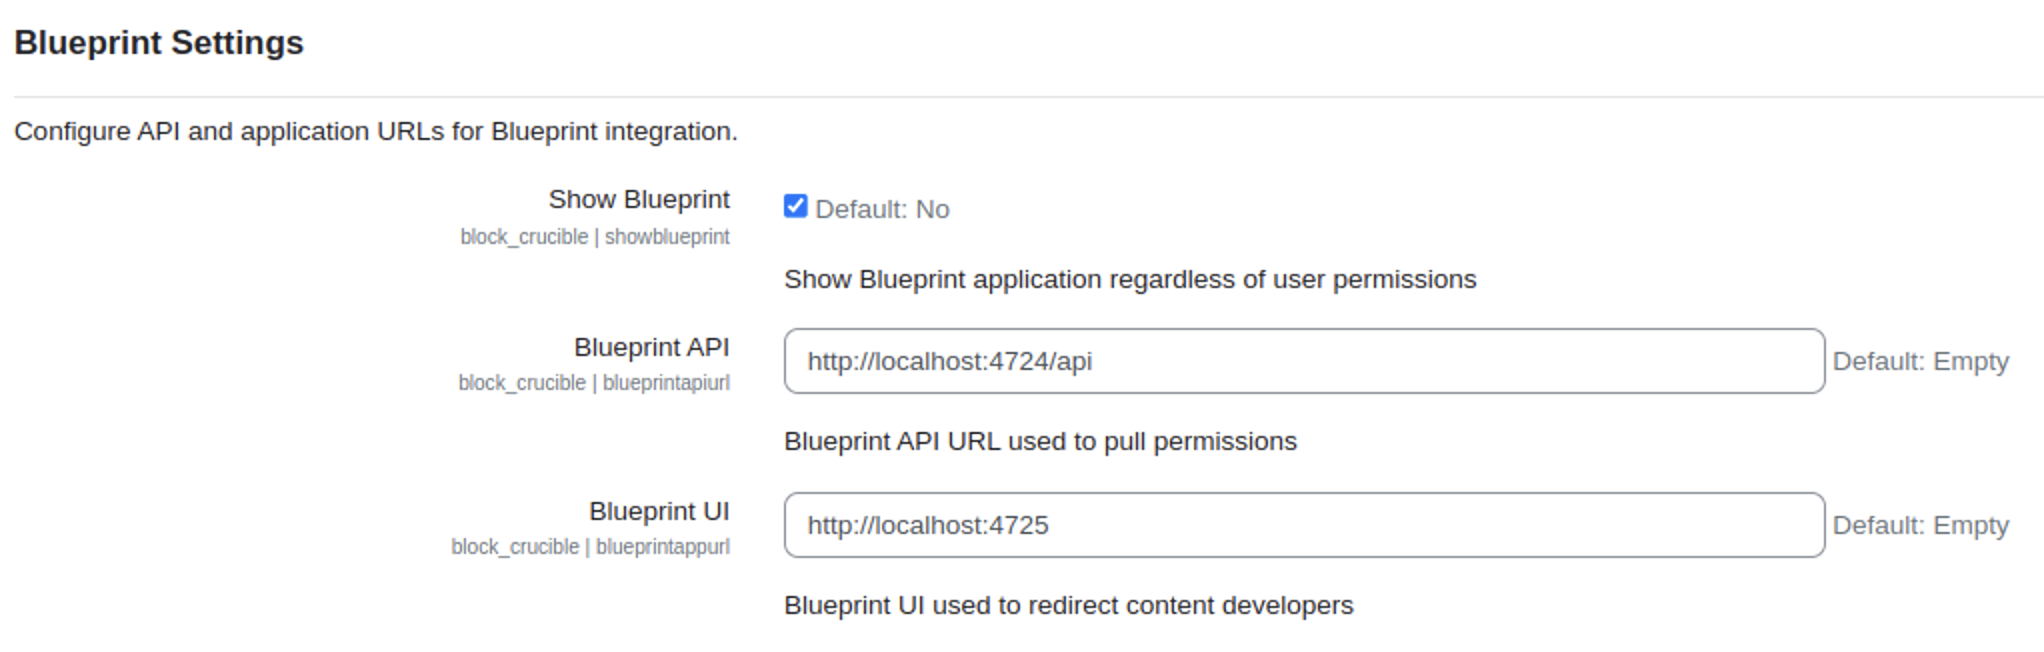 Blueprint Settings
Configure API and application URLs for Blueprint integration.
Show Blueprint
Default: No
block_crucible | showblueprint
Show Blueprint application regardless of user permissions
Blueprint API
http://localhost:4724/api
Default: Empty
block_crucible | blueprintapiurl
Blueprint API URL used to pull permissions
Blueprint UI
http://localhost:4725
Default: Empty
block_crucible | blueprintappurl
Blueprint UI used to redirect content developers